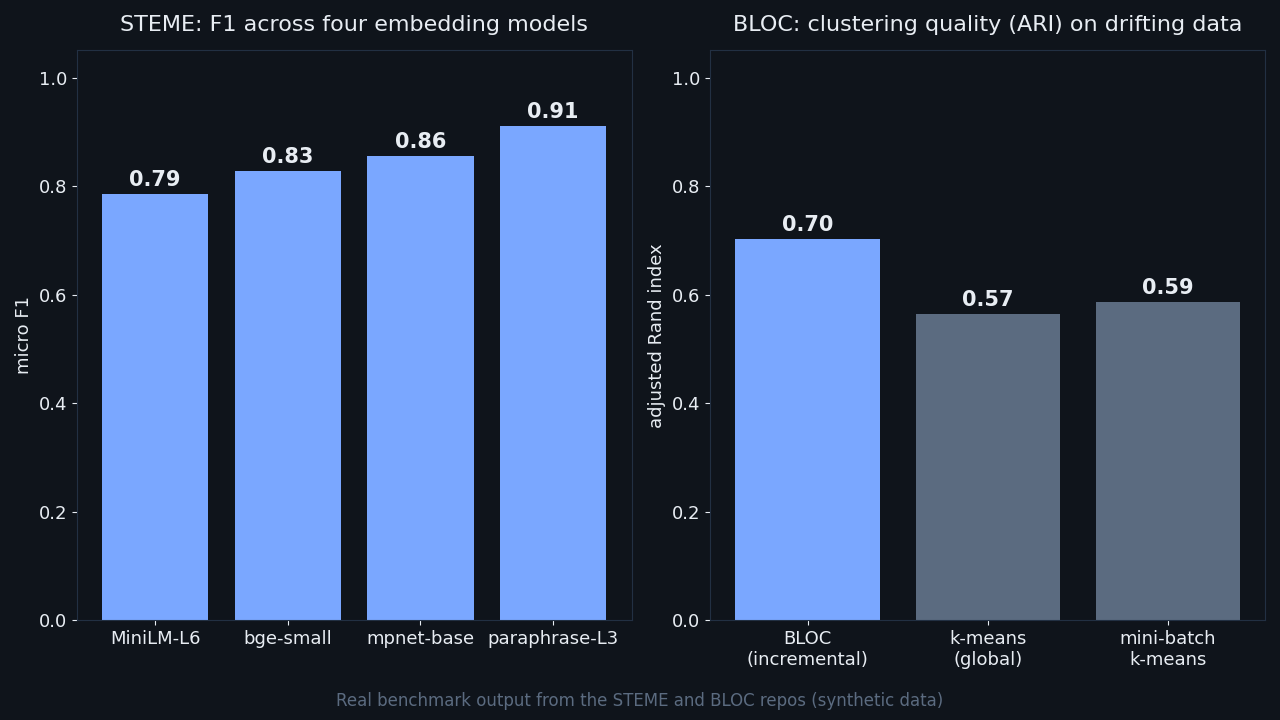 STEME: F1 across four embedding models
micro F1
1.0
0.8
0.6
0.4
0.2
0.0
0.79
0.83
0.86
0.91
MiniLM-L6
bge-small
mpnet-base
paraphrase-L3
BLOC: clustering quality (ARI) on drifting data
adjusted Rand index
1.0
0.8
0.6
0.4
0.2
0.0
0.70
0.57
0.59
BLOC
(incremental)
k-means
(global)
mini-batch
k-means
Real benchmark output from the STEME and BLOC repos (synthetic data)